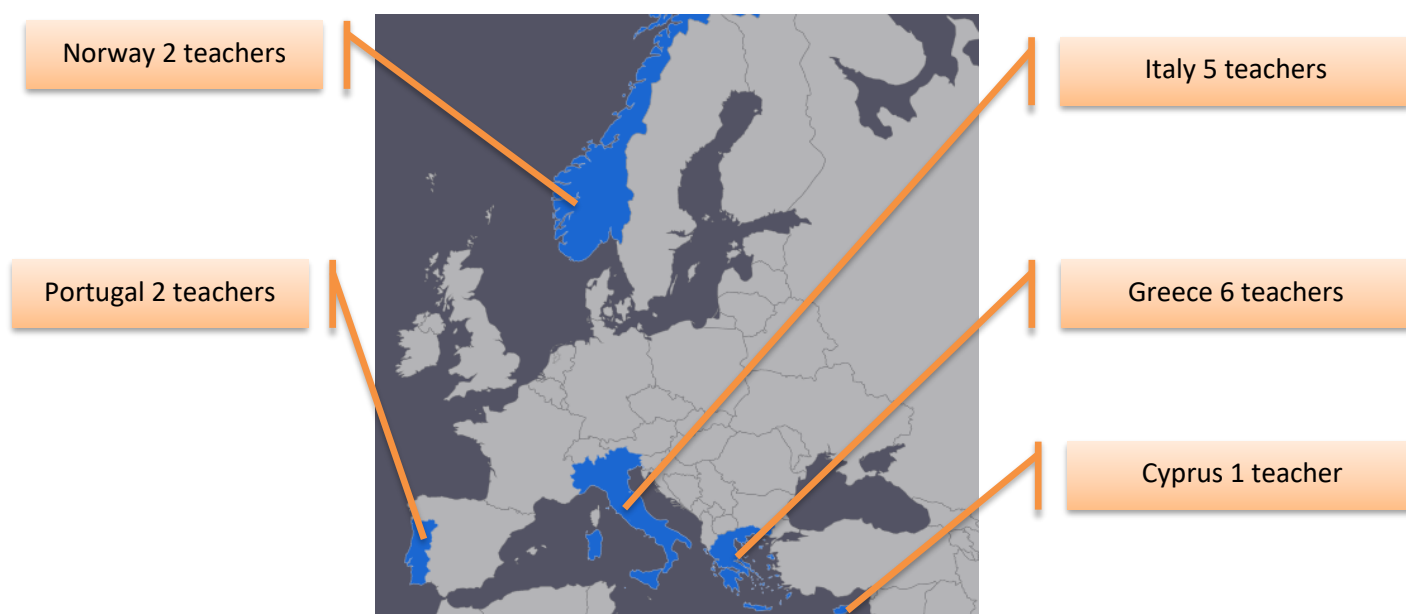 Norway 2 teachers
Italy 5 teachers
Portugal 2 teachers
Greece 6 teachers
Cyprus 1 teacher